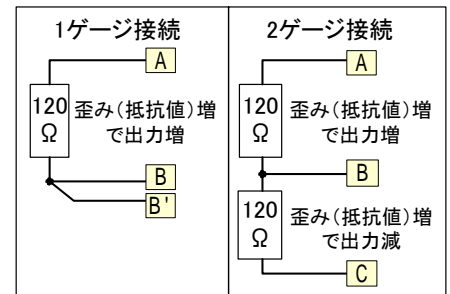 1ゲージ接続
A
120
Ω
歪み(抵抗値)増
で出力増
B
B'
2ゲージ接続
A
120
Ω
歪み(抵抗値)増
で出力増
B
120
Ω
歪み(抵抗値)増
で出力減
C